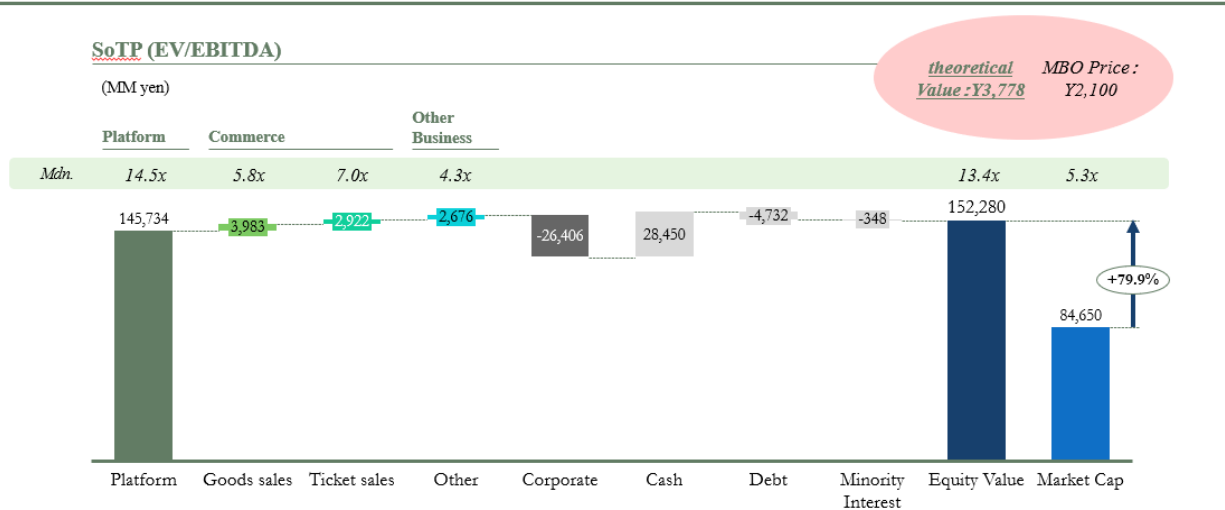 SoTP (EV/EBITDA)
(MM yen)
theoretical Value :Y3,778
MBO Price : Y2,100
Platform
Commerce
Other Business
Mdn. 14.5x 5.8x 7.0x 4.3x 13.4x 5.3x
145,734
3,983
2,922
2,676
-26,406
28,450
-4,732
-348
152,280
+79.9%
84,650
Platform
Goods sales
Ticket sales
Other
Corporate
Cash
Debt
Minority Interest
Equity Value
Market Cap